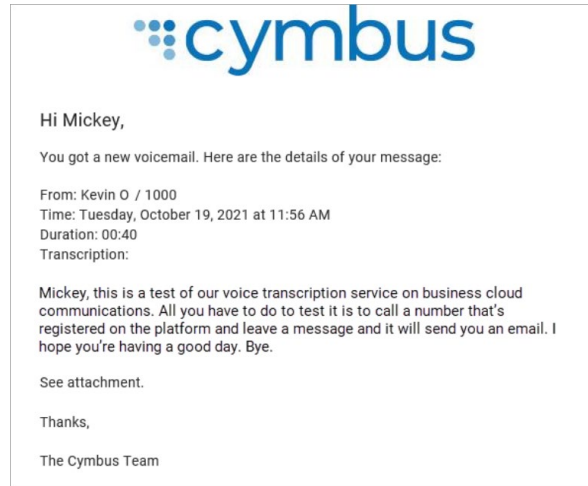 cymbus
Hi Mickey,
You got a new voicemail. Here are the details of your message:
From: Kevin O / 1000
Time: Tuesday, October 19, 2021 at 11:56 AM
Duration: 00:40
Transcription:
Mickey, this is a test of our voice transcription service on business cloud
communications. All you have to do to test it is to call a number that's
registered on the platform and leave a message and it will send you an email. I
hope you're having a good day. Bye.
See attachment.
Thanks,
The Cymbus Team